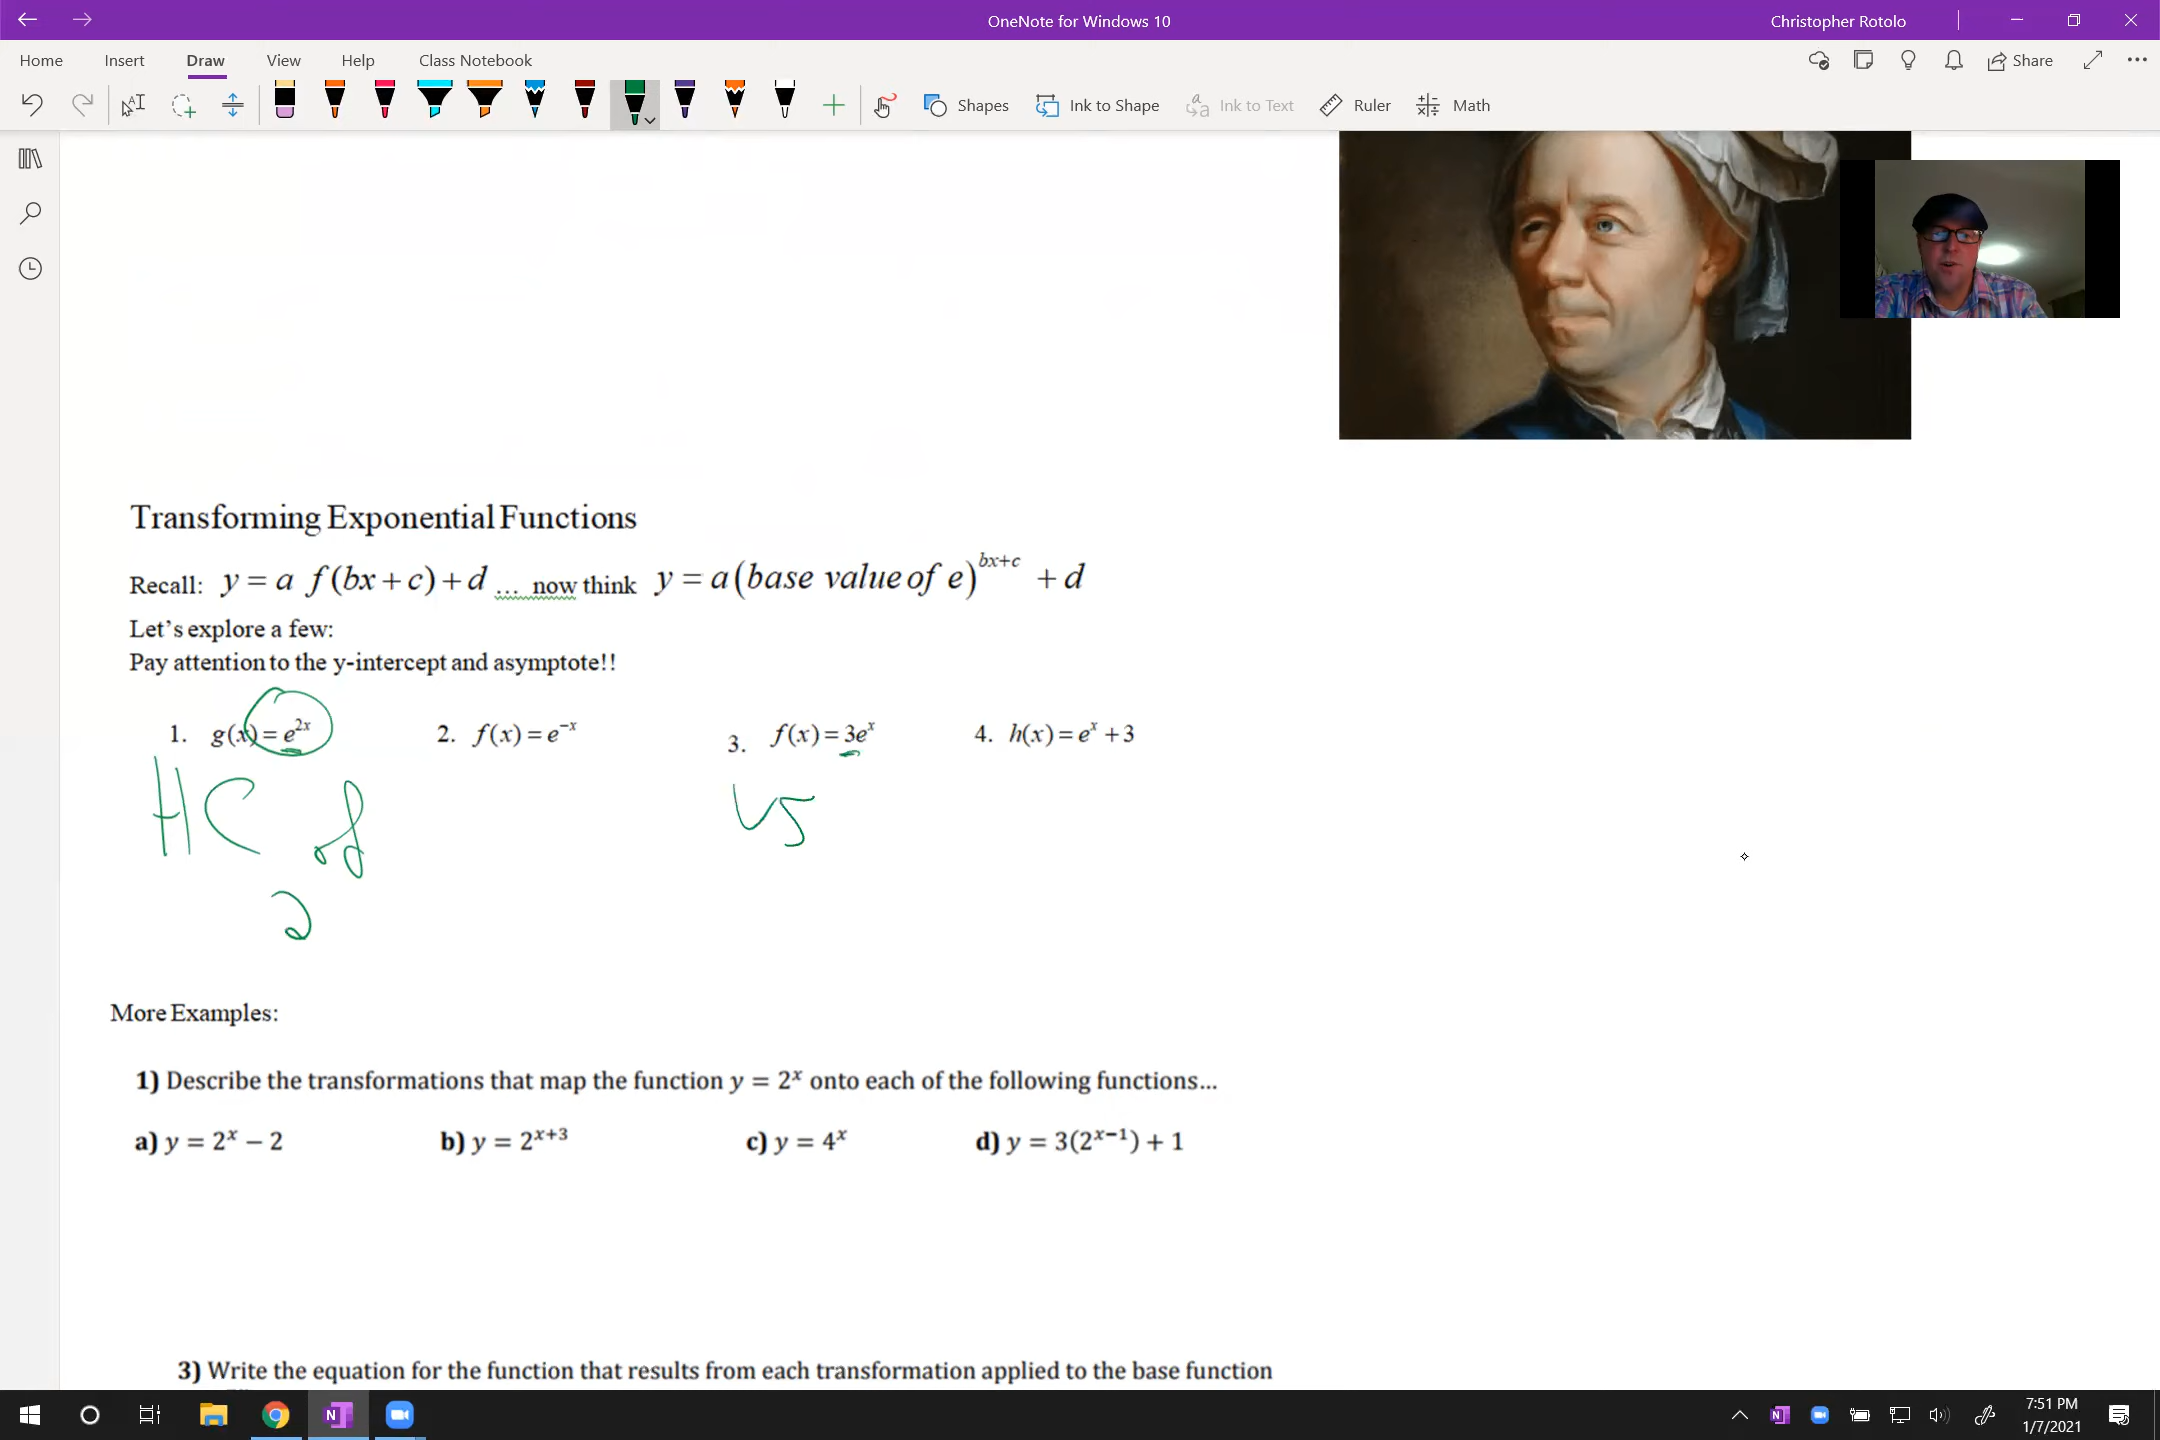 OneNote for Windows 10
Christopher Rotolo
Home Insert Draw View Help Class Notebook
Share
Shapes Ink to Shape Ink to Text Ruler Math
Transforming Exponential Functions
Recall: y = a f(bx + c) + d ... now think y = a(base value of e)^{bx+c} + d
Let's explore a few:
Pay attention to the y-intercept and asymptote!!
1. g(x) = e^{2x} 2. f(x) = e^{-x} 3. f(x) = 3e^x 4. h(x) = e^x + 3
HC of VS
2
More Examples:
1) Describe the transformations that map the function y = 2^x onto each of the following functions...
a) y = 2^x − 2 b) y = 2^{x+3} c) y = 4^x d) y = 3(2^{x−1}) + 1
3) Write the equation for the function that results from each transformation applied to the base function
7:51 PM
1/7/2021